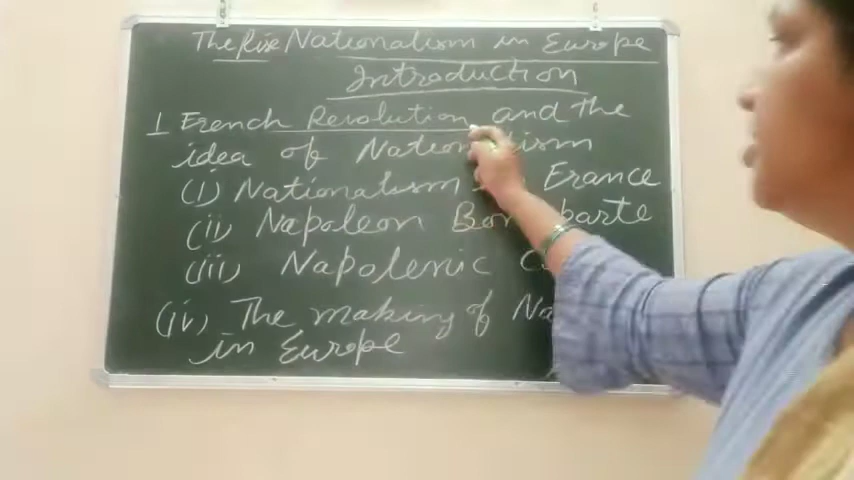 The Rise Nationalism in Europe
Introduction
1 French Revolution and the
idea of
(i) Nationalism France
(ii) Napoleon
(iii) Napolenic
(iv) The making of
in Europe